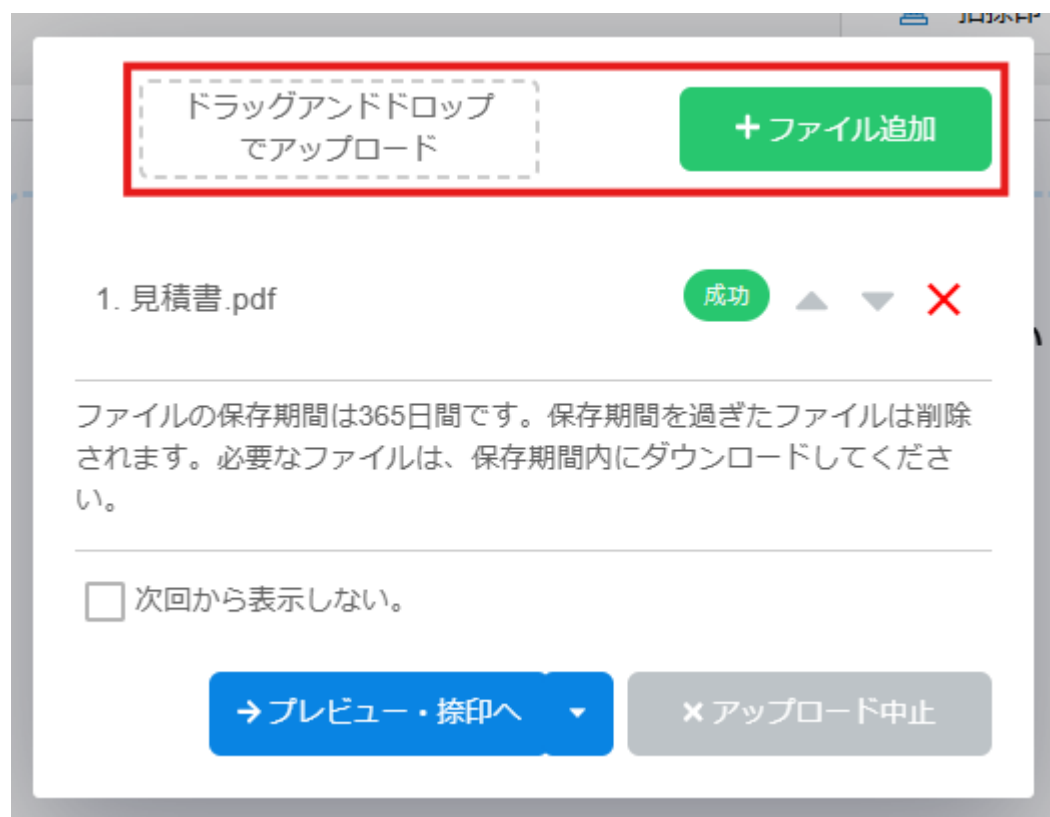 ドラッグアンドドロップ
でアップロード
+ ファイル追加
1. 見積書.pdf
成功
ファイルの保存期間は365日間です。保存期間を過ぎたファイルは削除
されます。必要なファイルは、保存期間内にダウンロードしてくださ
い。
次回から表示しない。
→プレビュー・捺印へ
× アップロード中止